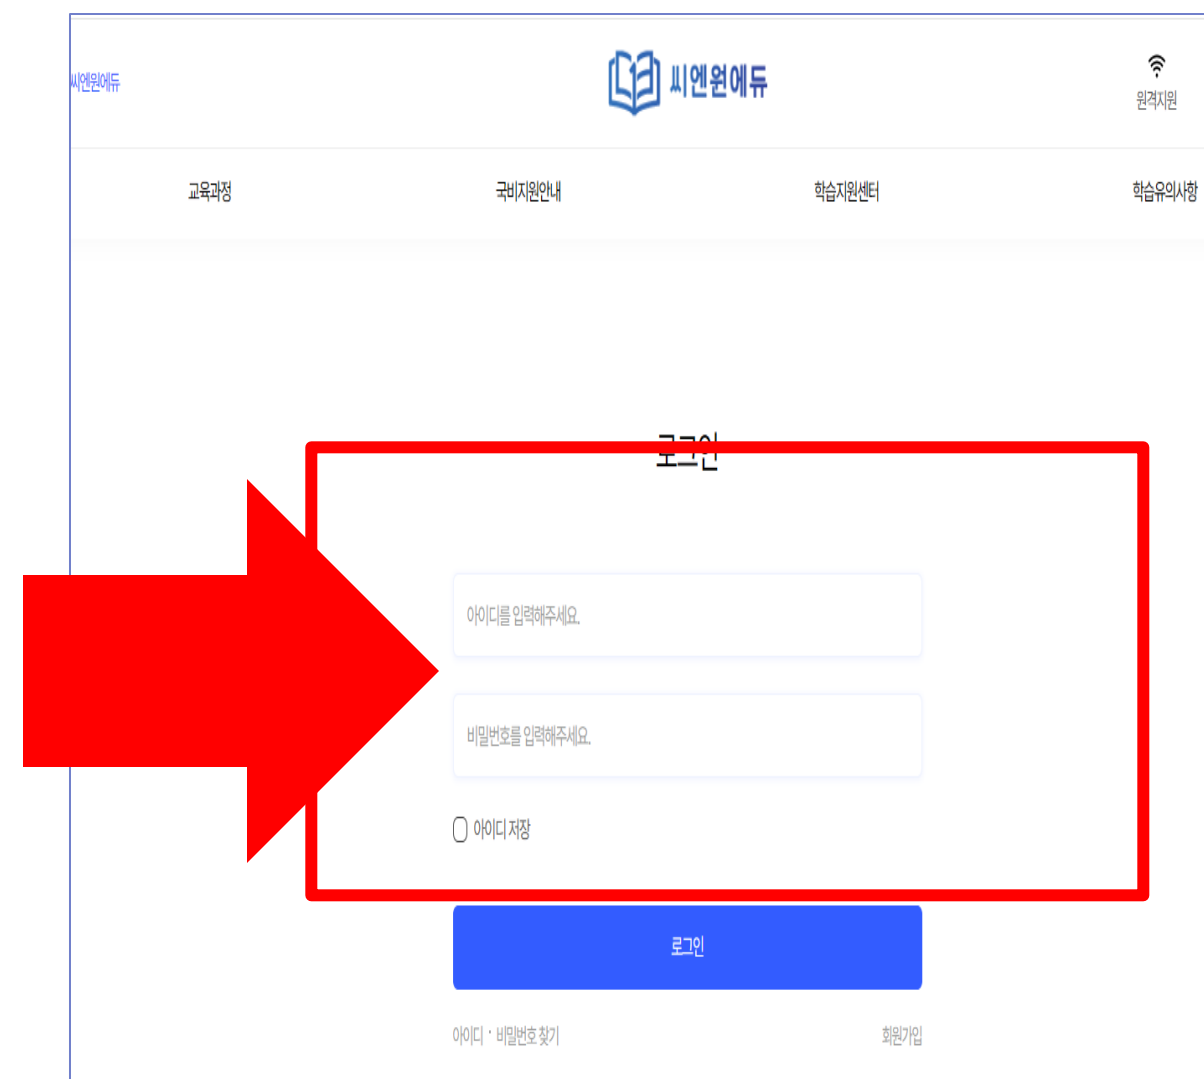 씨엔원에듀
씨엔원에듀
원격지원
교육과정 국비지원안내 학습지원센터 학습유의사항
로그인
아이디를 입력해주세요.
비밀번호를 입력해주세요.
아이디 저장
로그인
아이디 · 비밀번호 찾기 회원가입